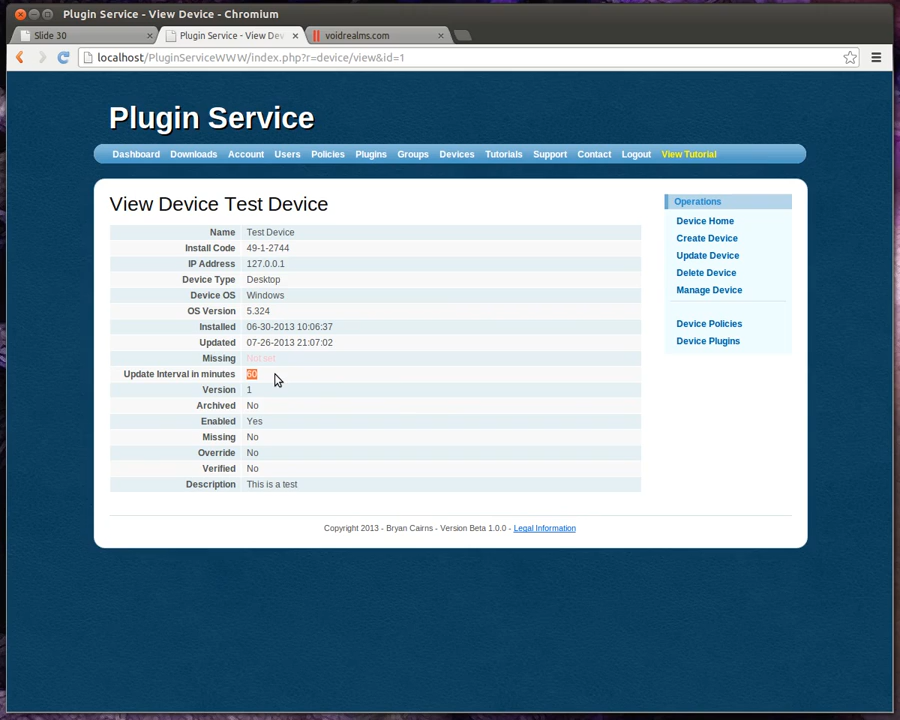 Plugin Service - View Device - Chromium
Slide 30
Plugin Service - View Dev
voidrealms.com
localhost/PluginServiceWWW/index.php?r=device/view&id=1
Plugin Service
Dashboard Downloads Account Users Policies Plugins Groups Devices Tutorials Support Contact Logout View Tutorial
View Device Test Device
Name Test Device
Install Code 49-1-2744
IP Address 127.0.0.1
Device Type Desktop
Device OS Windows
OS Version 5.324
Installed 06-30-2013 10:06:37
Updated 07-26-2013 21:07:02
Missing Not set
Update Interval in minutes 60
Version 1
Archived No
Enabled Yes
Missing No
Override No
Verified No
Description This is a test
Operations
Device Home
Create Device
Update Device
Delete Device
Manage Device
Device Policies
Device Plugins
Copyright 2013 - Bryan Cairns - Version Beta 1.0.0 - Legal Information